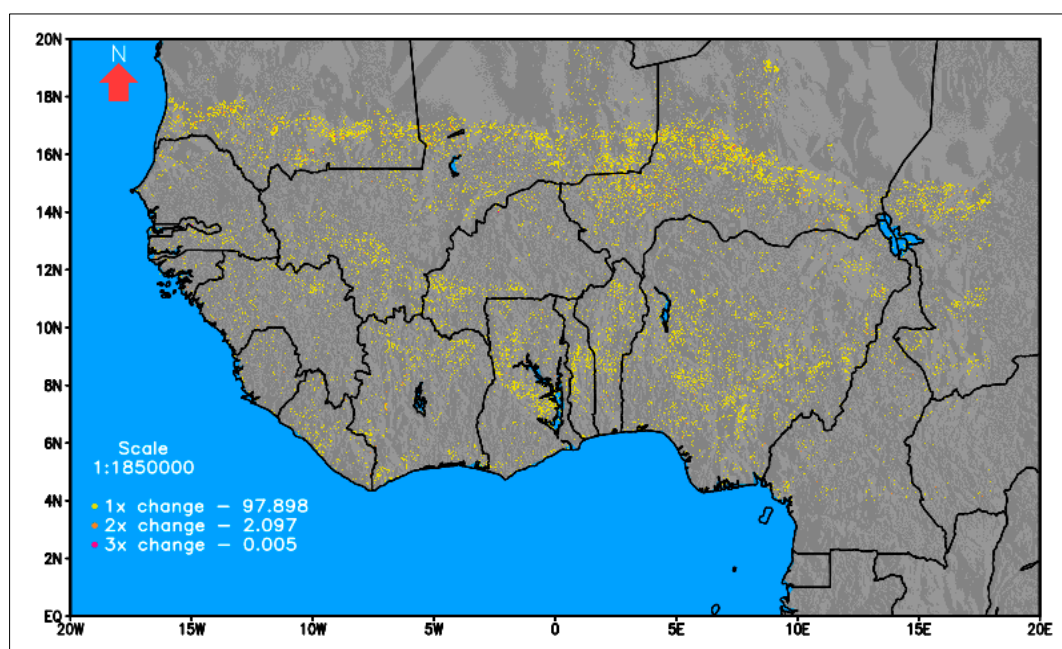 20N
N
18N
16N
14N
12N
10N
8N
6N
Scale
1:1850000
1x change – 97.898
4N
2x change – 2.097
3x change – 0.005
2N
EQ
20W 15W 10W 5W 0 5E 10E 15E 20E